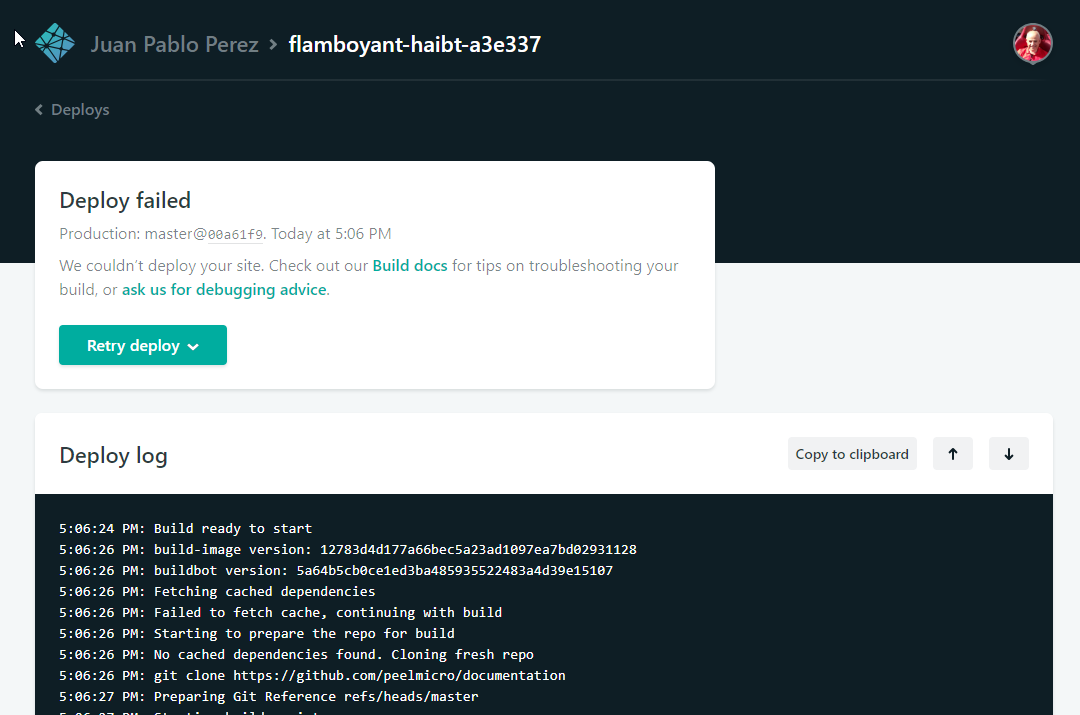 Juan Pablo Perez > flamboyant-haibt-a3e337
Deploys
Deploy failed
Production: master@00a61f9. Today at 5:06 PM
We couldn't deploy your site. Check out our Build docs for tips on troubleshooting your
build, or ask us for debugging advice.
Retry deploy
Deploy log
Copy to clipboard
5:06:24 PM: Build ready to start
5:06:26 PM: build-image version: 12783d4d177a66bec5a23ad1097ea7bd02931128
5:06:26 PM: buildbot version: 5a64b5cb0ce1ed3ba485935522483a4d39e15107
5:06:26 PM: Fetching cached dependencies
5:06:26 PM: Failed to fetch cache, continuing with build
5:06:26 PM: Starting to prepare the repo for build
5:06:26 PM: No cached dependencies found. Cloning fresh repo
5:06:26 PM: git clone https://github.com/peelmicro/documentation
5:06:27 PM: Preparing Git Reference refs/heads/master